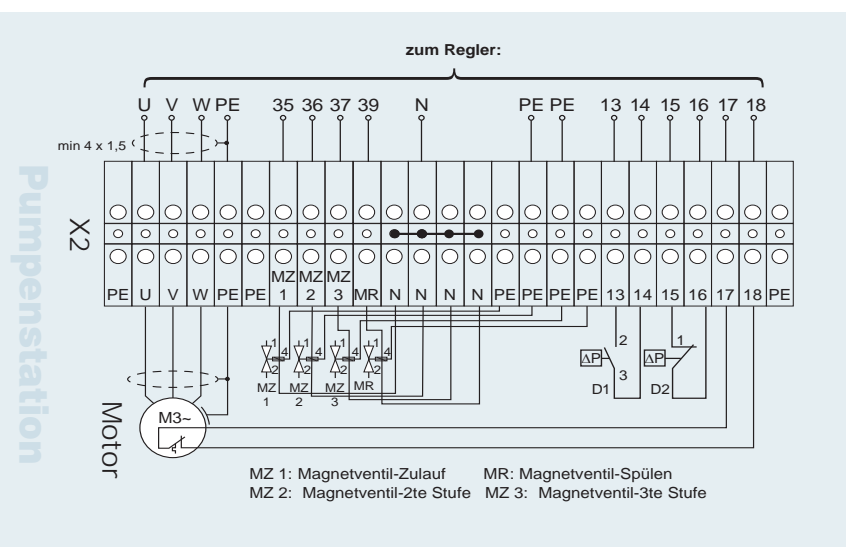 zum Regler:
U V W PE 35 36 37 39 N PE PE 13 14 15 16 17 18
min 4 x 1,5
Pumpenstation
X2
MZ MZ MZ
PE U V W PE PE 1 2 3 MR N N N N PE PE PE PE 13 14 15 16 17 18 PE
1 4 1 4 1 4 1 4 2 1
2 2 2 2 ΔP ΔP
MZ MZ MZ MR 3
1 2 3 D1 D2
Motor
M3~
MZ 1: Magnetventil-Zulauf MR: Magnetventil-Spülen
MZ 2: Magnetventil-2te Stufe MZ 3: Magnetventil-3te Stufe